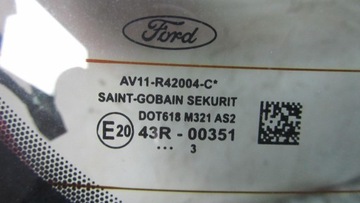 Ford
AV11-R42004-C*
SAINT-GOBAIN SEKURIT
DOT618 M321 AS2
E20 43R-00351
... 3